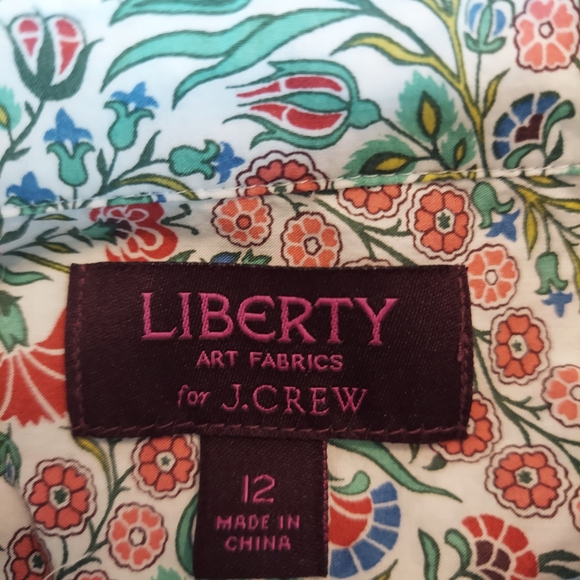 LIBERTY
ART FABRICS
for J.CREW
12
MADE IN
CHINA